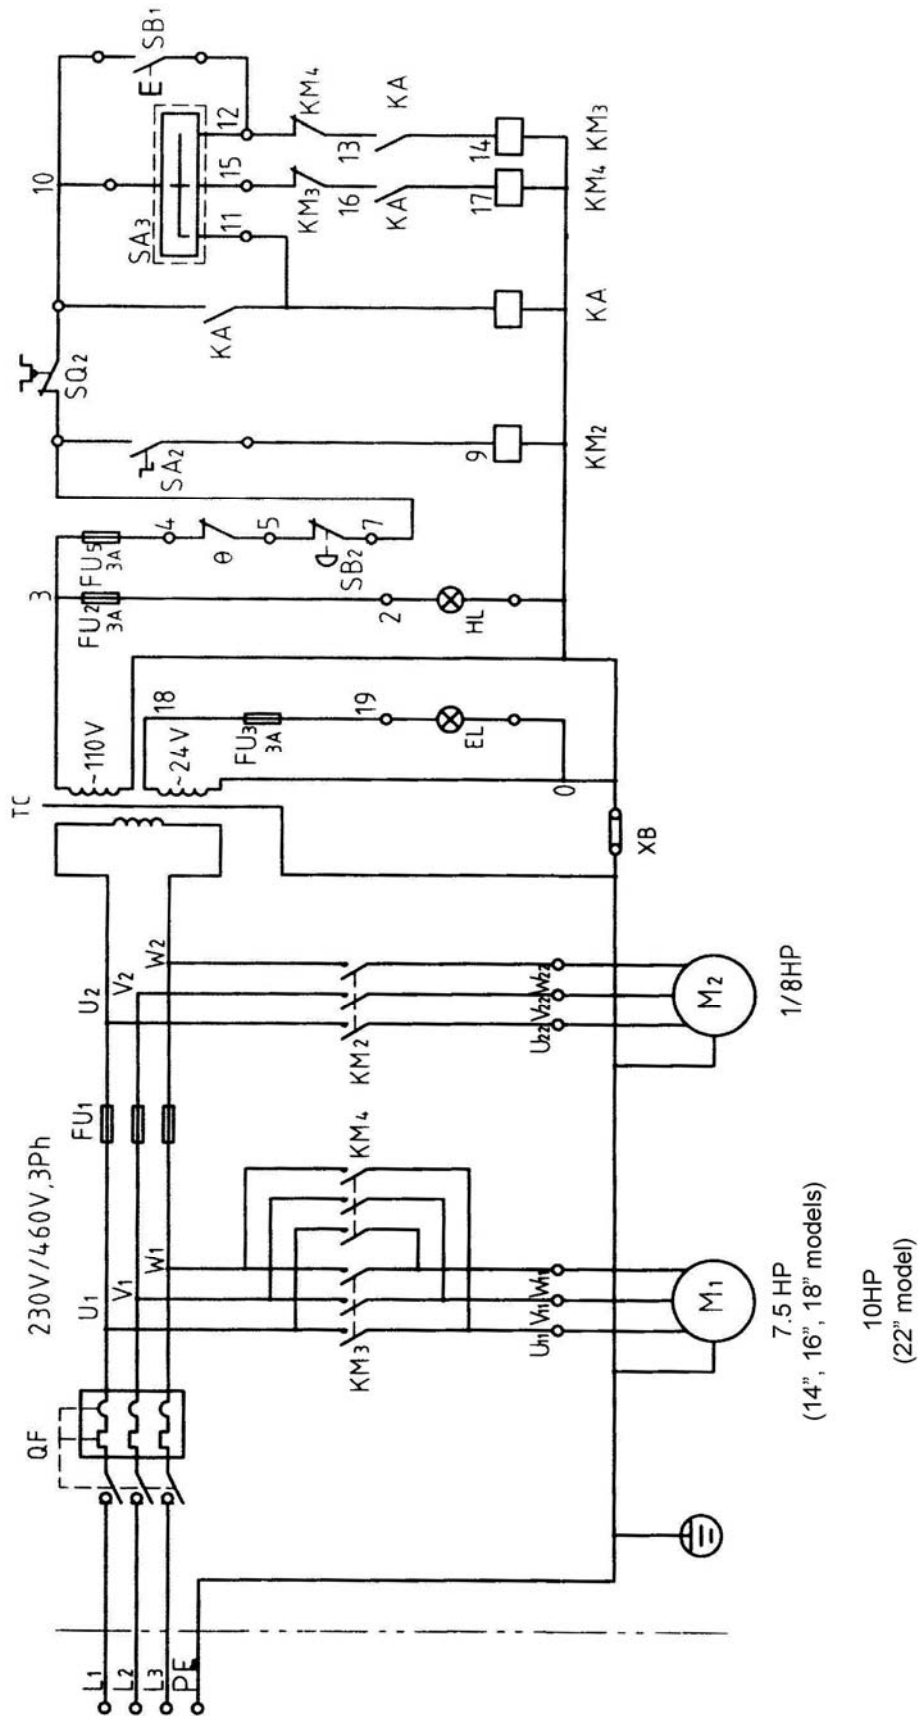 L1
L2
L3
PE
QF
230V/460V,3Ph
U1
V1
W1
FU1
U2
V2
W2
KM3
KM4
KM2
U11 V11 W11
U22 V22 W22
M1
M2
7.5 HP
(14", 16", 18" models)
10HP
(22" model)
1/8HP
XB
TC
~110V
~24V
18
FU3
3A
19
EL
0
3
FU2
3A
2
HL
FU5
3A
4
θ
5
SB2
7
SA2
9
KM2
SQ2
10
KA
KA
SA3
11
15
12
SB1
KM3
16
KA
17
KM4
KM4
13
KA
14
KM3